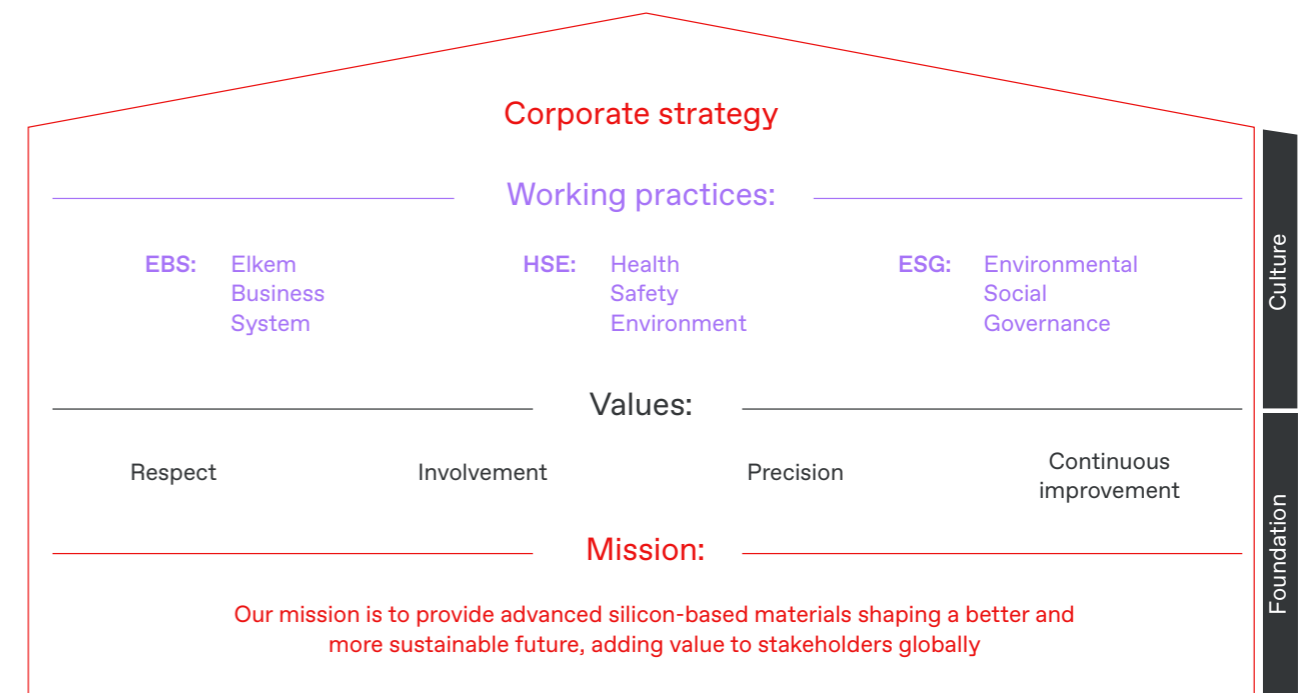 Corporate strategy
Working practices:
EBS: Elkem
Business
System
HSE: Health
Safety
Environment
ESG: Environmental
Social
Governance
Values:
Respect
Involvement
Precision
Continuous
improvement
Mission:
Our mission is to provide advanced silicon-based materials shaping a better and
more sustainable future, adding value to stakeholders globally
Culture
Foundation